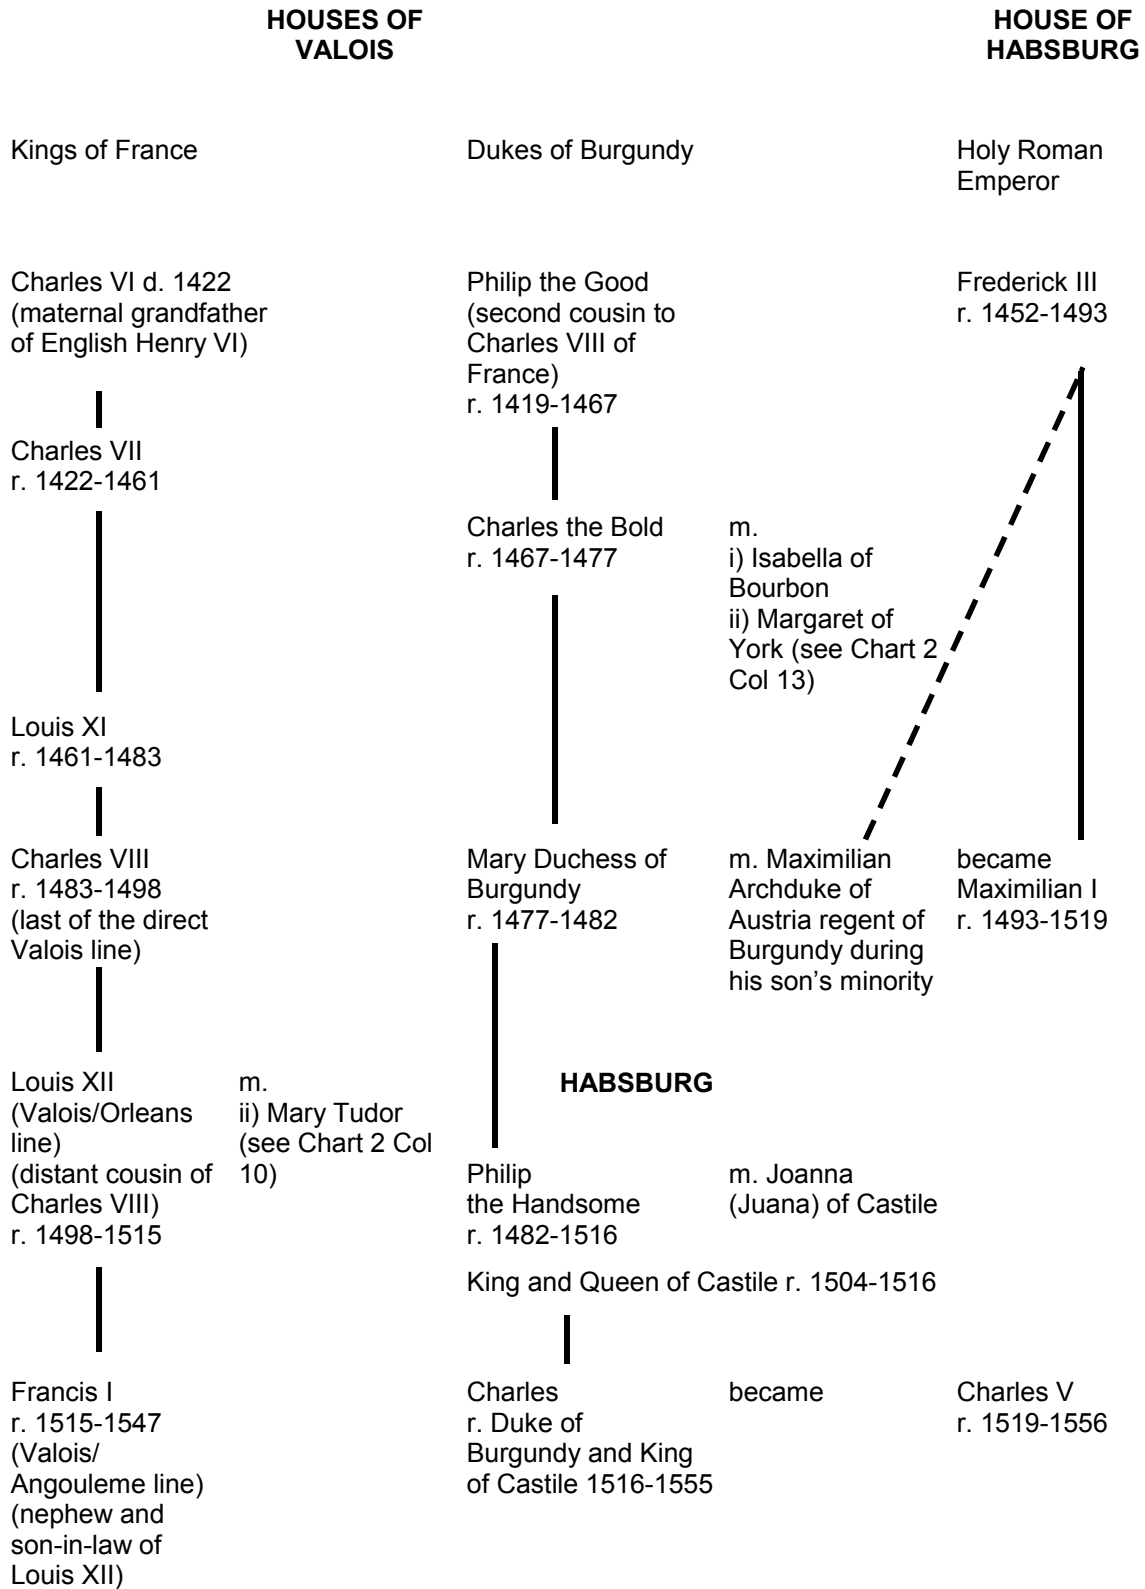 HOUSES OF
VALOIS
HOUSE OF
HABSBURG
Kings of France
Dukes of Burgundy
Holy Roman
Emperor
Charles VI d. 1422
(maternal grandfather
of English Henry VI)
Philip the Good
(second cousin to
Charles VIII of
France)
r. 1419-1467
Frederick III
r. 1452-1493
Charles VII
r. 1422-1461
Charles the Bold
r. 1467-1477
m.
i) Isabella of
Bourbon
ii) Margaret of
York (see Chart 2
Col 13)
Louis XI
r. 1461-1483
Charles VIII
r. 1483-1498
(last of the direct
Valois line)
Mary Duchess of
Burgundy
r. 1477-1482
m. Maximilian
Archduke of
Austria regent of
Burgundy during
his son’s minority
became
Maximilian I
r. 1493-1519
Louis XII
(Valois/Orleans
line)
(distant cousin of
Charles VIII)
r. 1498-1515
m.
ii) Mary Tudor
(see Chart 2 Col
10)
HABSBURG
Philip
the Handsome
r. 1482-1516
m. Joanna
(Juana) of Castile
King and Queen of Castile r. 1504-1516
Francis I
r. 1515-1547
(Valois/
Angouleme line)
(nephew and
son-in-law of
Louis XII)
Charles
r. Duke of
Burgundy and King
of Castile 1516-1555
became
Charles V
r. 1519-1556